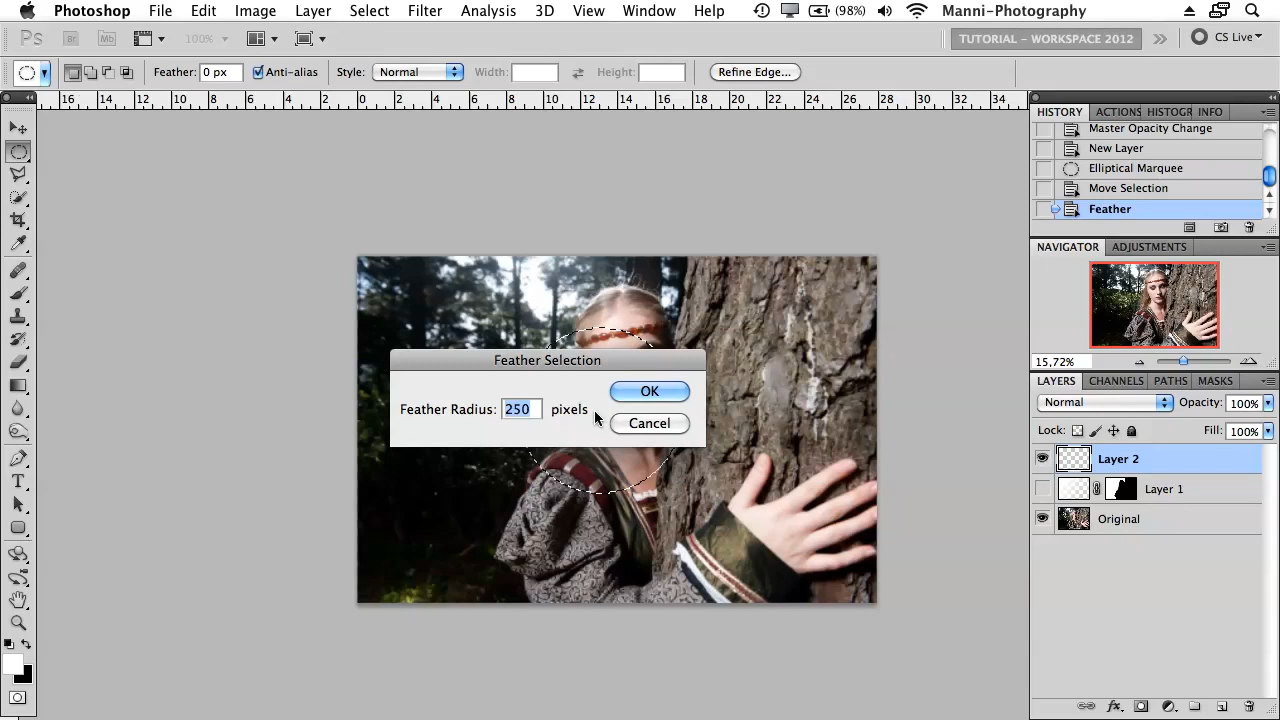 Photoshop File Edit Image Layer Select Filter Analysis 3D View Window Help (98%) Manni-Photography
Ps Br Mb 100% TUTORIAL – WORKSPACE 2012 CS Live
Feather: 0 px Anti-alias Style: Normal Width: Height: Refine Edge...
16 14 12 10 8 6 4 2 0 2 4 6 8 10 12 14 16 18 20 22 24 26 28 30 32 34
HISTORY ACTIONS HISTOGR INFO
Master Opacity Change
New Layer
Elliptical Marquee
Move Selection
Feather
NAVIGATOR ADJUSTMENTS
15,72%
Feather Selection
Feather Radius: 250 pixels
OK
Cancel
LAYERS CHANNELS PATHS MASKS
Normal Opacity: 100%
Lock: Fill: 100%
Layer 2
Layer 1
Original
T
fx